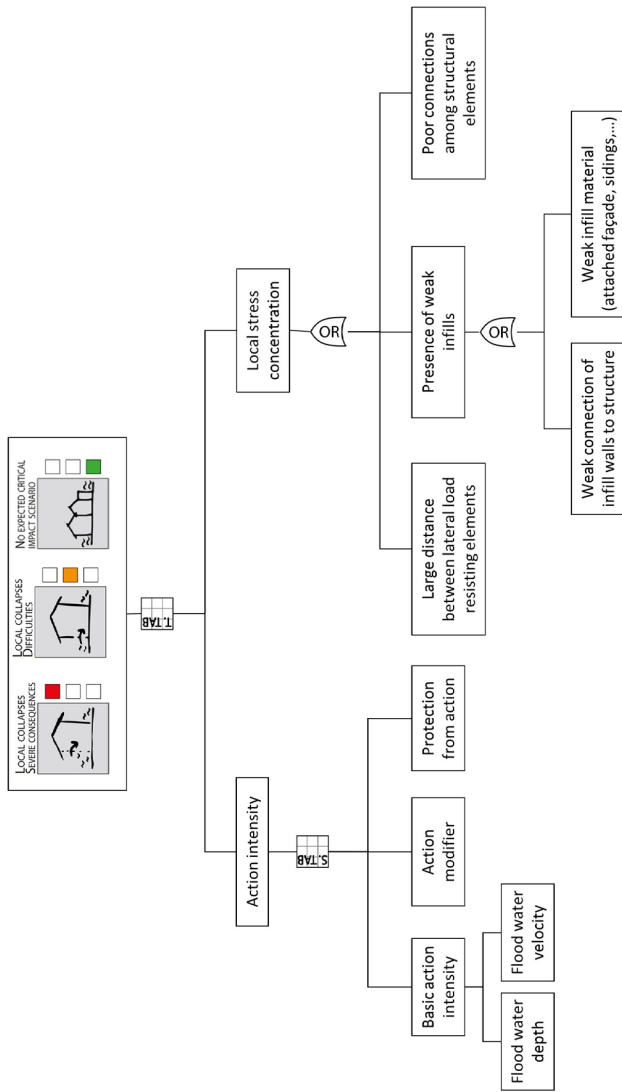 LOCAL COLLAPSES
SEVERE CONSEQUENCES
LOCAL COLLAPSES
DIFFICULTIES
NO EXPECTED CRITICAL
IMPACT SCENARIO
T.TAB
Action intensity
Local stress
concentration
S.TAB
OR
Basic action
intensity
Action
modifier
Protection
from action
Large distance
between lateral load
resisting elements
Presence of weak
infills
Poor connections
among structural
elements
OR
Flood water
depth
Flood water
velocity
Weak connection of
infill walls to structure
Weak infill material
(attached façade, sidings,...)